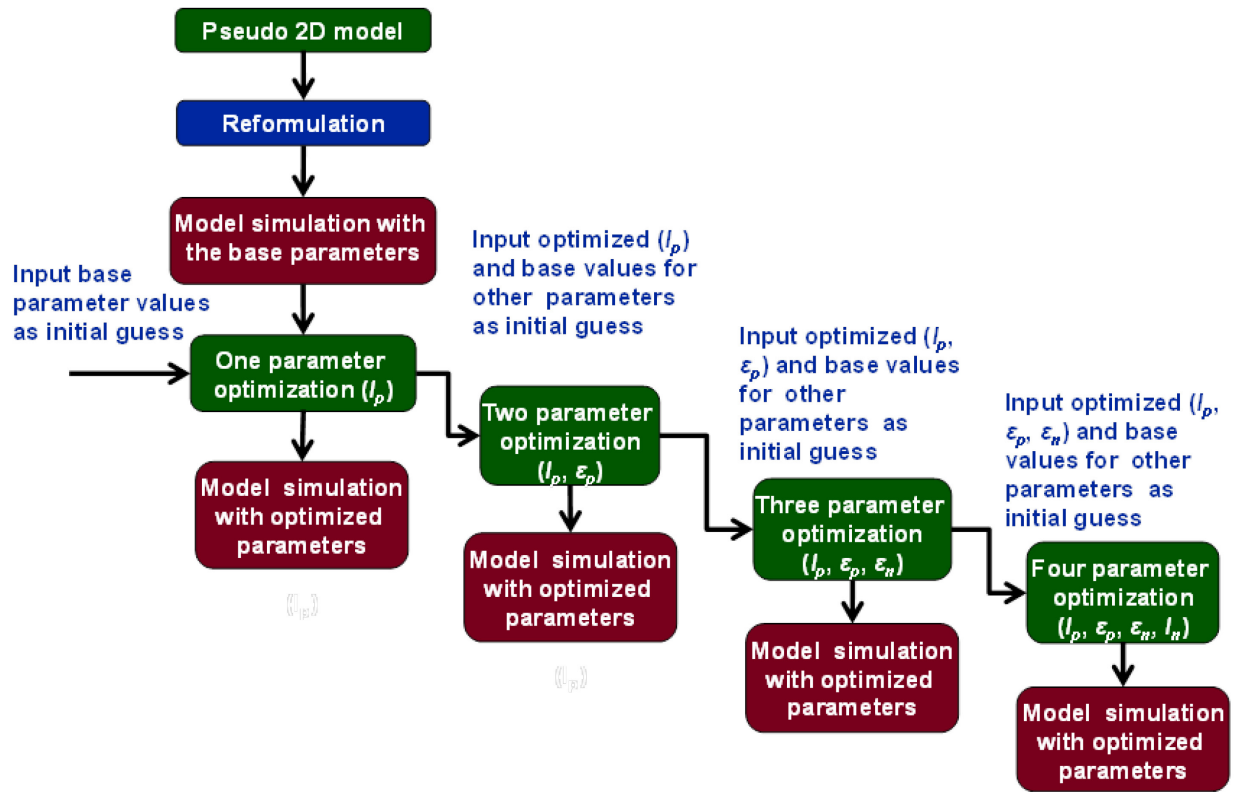 Pseudo 2D model
Reformulation
Model simulation with
the base parameters
Input base
parameter values
as initial guess
One parameter
optimization (lp)
Model simulation
with optimized
parameters
(lp)
Input optimized (lp)
and base values for
other parameters
as initial guess
Two parameter
optimization
(lp, εp)
Model simulation
with optimized
parameters
(lp)
Input optimized (lp,
εp) and base values
for other
parameters as
initial guess
Three parameter
optimization
(lp, εp, εn)
Model simulation
with optimized
parameters
Input optimized (lp,
εp, εn) and base
values for other
parameters as
initial guess
Four parameter
optimization
(lp, εp, εn, ln)
Model simulation
with optimized
parameters